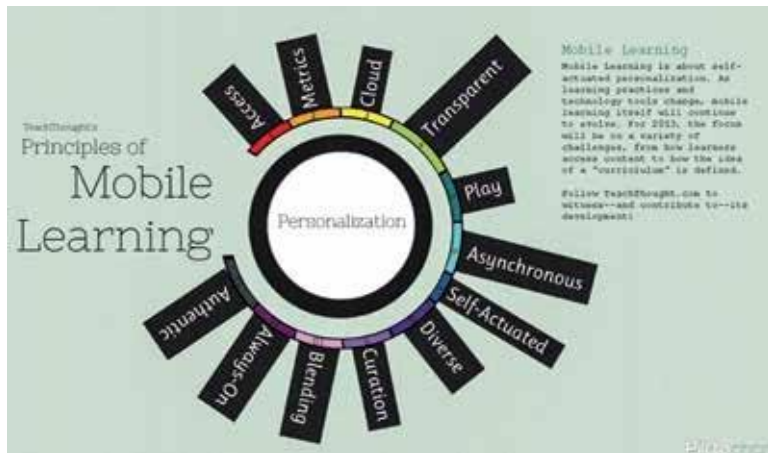 TeachThought's
Principles of
Mobile
Learning
Access
Metrics
Cloud
Transparent
Play
Asynchronous
Self-Actuated
Diverse
Curation
Blending
Always-On
Authentic
Personalization
Mobile Learning
Mobile Learning is about self-
actuated personalization. As
learning practices and
technology tools change, mobile
learning itself will continue
to evolve. For 2013, the focus
will be on a variety of
challenges, from how learners
access content to how the idea
of a "curriculum" is defined.
Follow TeachThought.com to
witness--and contribute to--its
development!